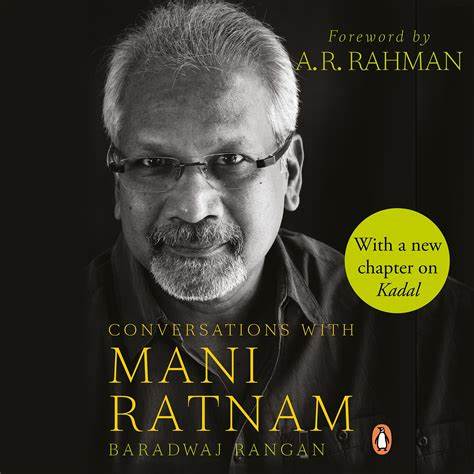 Foreword by
A.R. RAHMAN
With a new
chapter on
Kadal
CONVERSATIONS WITH
MANI
RATNAM
BARADWAJ RANGAN